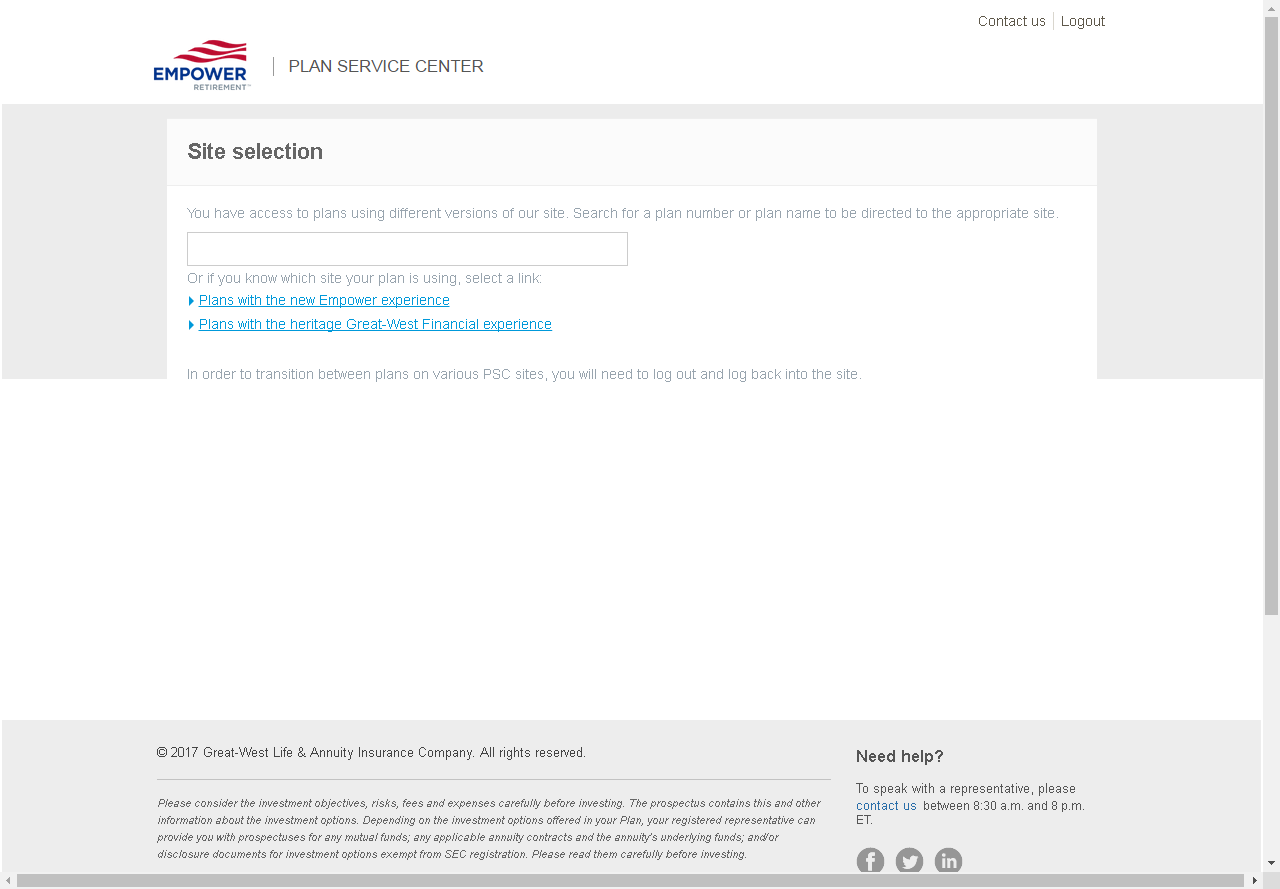 Contact us
Logout
EMPOWER
RETIREMENT™
PLAN SERVICE CENTER
Site selection
You have access to plans using different versions of our site. Search for a plan number or plan name to be directed to the appropriate site.
Or if you know which site your plan is using, select a link:
Plans with the new Empower experience
Plans with the heritage Great-West Financial experience
In order to transition between plans on various PSC sites, you will need to log out and log back into the site.
© 2017 Great-West Life & Annuity Insurance Company. All rights reserved.
Please consider the investment objectives, risks, fees and expenses carefully before investing. The prospectus contains this and other
information about the investment options. Depending on the investment options offered in your Plan, your registered representative can
provide you with prospectuses for any mutual funds; any applicable annuity contracts and the annuity's underlying funds; and/or
disclosure documents for investment options exempt from SEC registration. Please read them carefully before investing.
Need help?
To speak with a representative, please
contact us between 8:30 a.m. and 8 p.m.
ET.